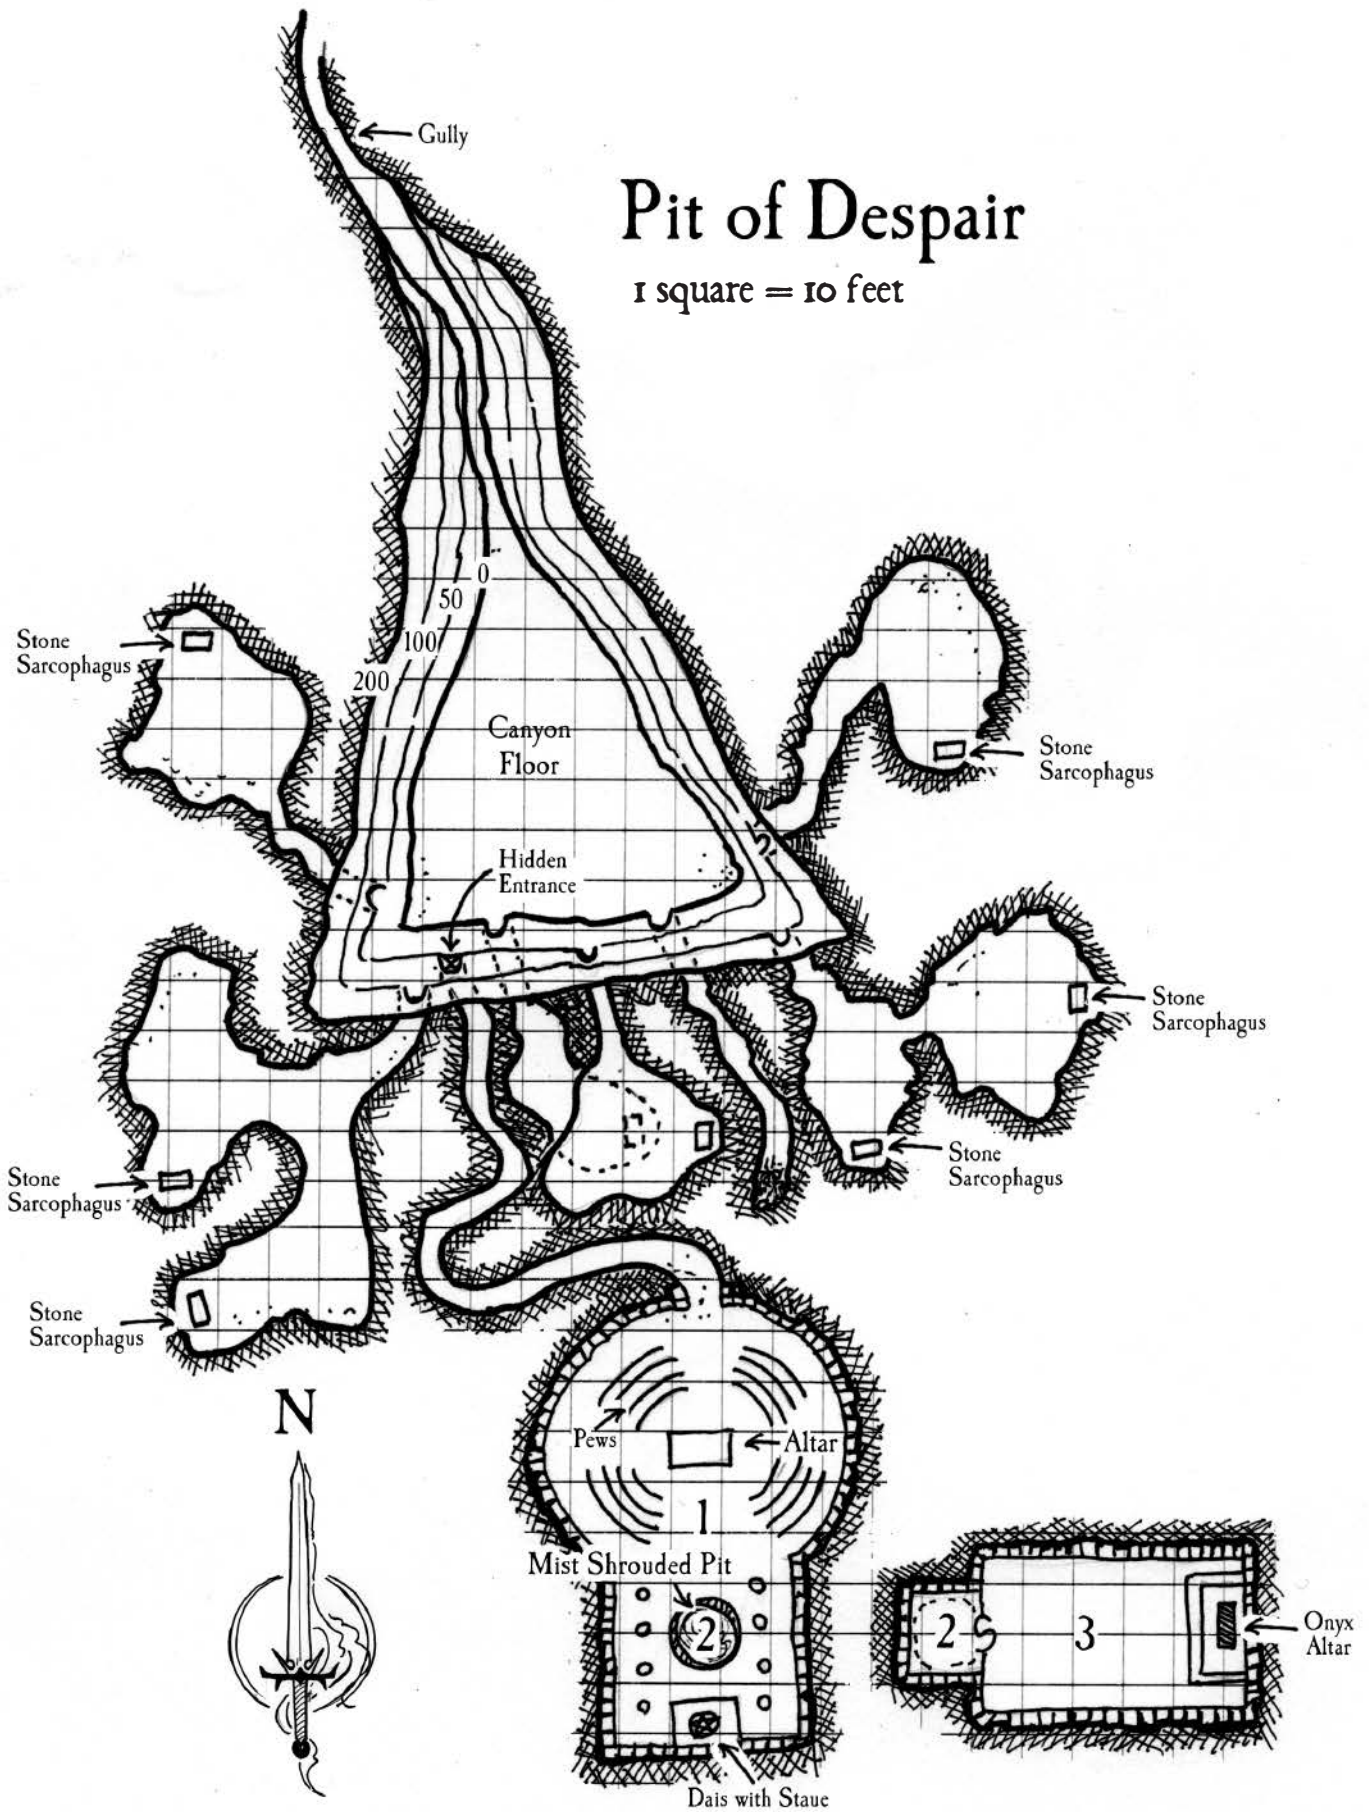 Gully
Pit of Despair
1 square = 10 feet
0
50
100
200
Stone
Sarcophagus
Canyon
Floor
Stone
Sarcophagus
Hidden
Entrance
Stone
Sarcophagus
Stone
Sarcophagus
Stone
Sarcophagus
Stone
Sarcophagus
N
Pews
Altar
1
Mist Shrouded Pit
2
2
3
Onyx
Altar
Dais with Staue